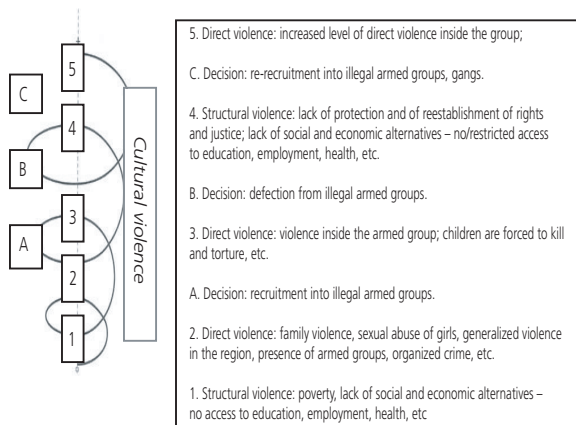 5
C
4
B
3
A
2
1
Cultural violence
5. Direct violence: increased level of direct violence inside the group;
C. Decision: re-recruitment into illegal armed groups, gangs.
4. Structural violence: lack of protection and of reestablishment of rights
and justice; lack of social and economic alternatives – no/restricted access
to education, employment, health, etc.
B. Decision: defection from illegal armed groups.
3. Direct violence: violence inside the armed group; children are forced to kill
and torture, etc.
A. Decision: recruitment into illegal armed groups.
2. Direct violence: family violence, sexual abuse of girls, generalized violence
in the region, presence of armed groups, organized crime, etc.
1. Structural violence: poverty, lack of social and economic alternatives –
no access to education, employment, health, etc